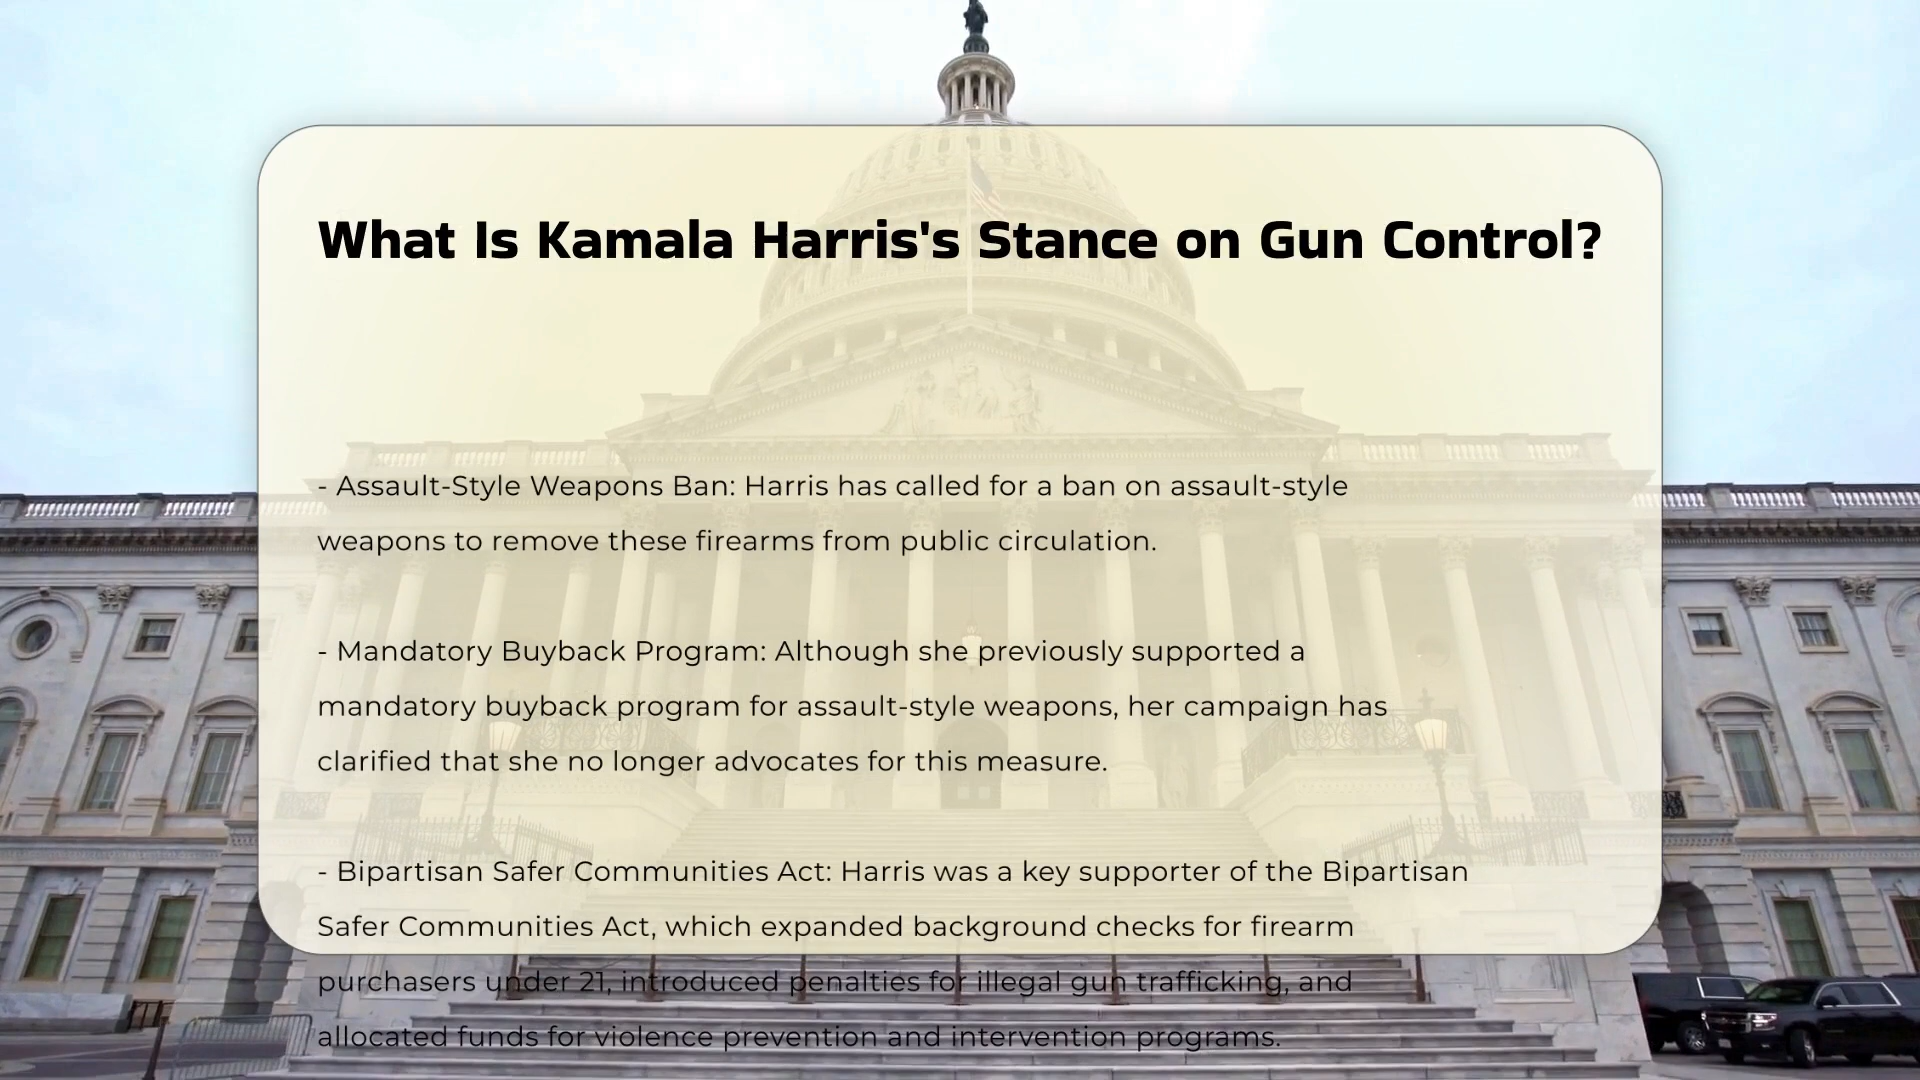 What Is Kamala Harris's Stance on Gun Control?
- Assault-Style Weapons Ban: Harris has called for a ban on assault-style
weapons to remove these firearms from public circulation.
- Mandatory Buyback Program: Although she previously supported a
mandatory buyback program for assault-style weapons, her campaign has
clarified that she no longer advocates for this measure.
- Bipartisan Safer Communities Act: Harris was a key supporter of the Bipartisan
Safer Communities Act, which expanded background checks for firearm
purchasers under 21, introduced penalties for illegal gun trafficking, and
allocated funds for violence prevention and intervention programs.